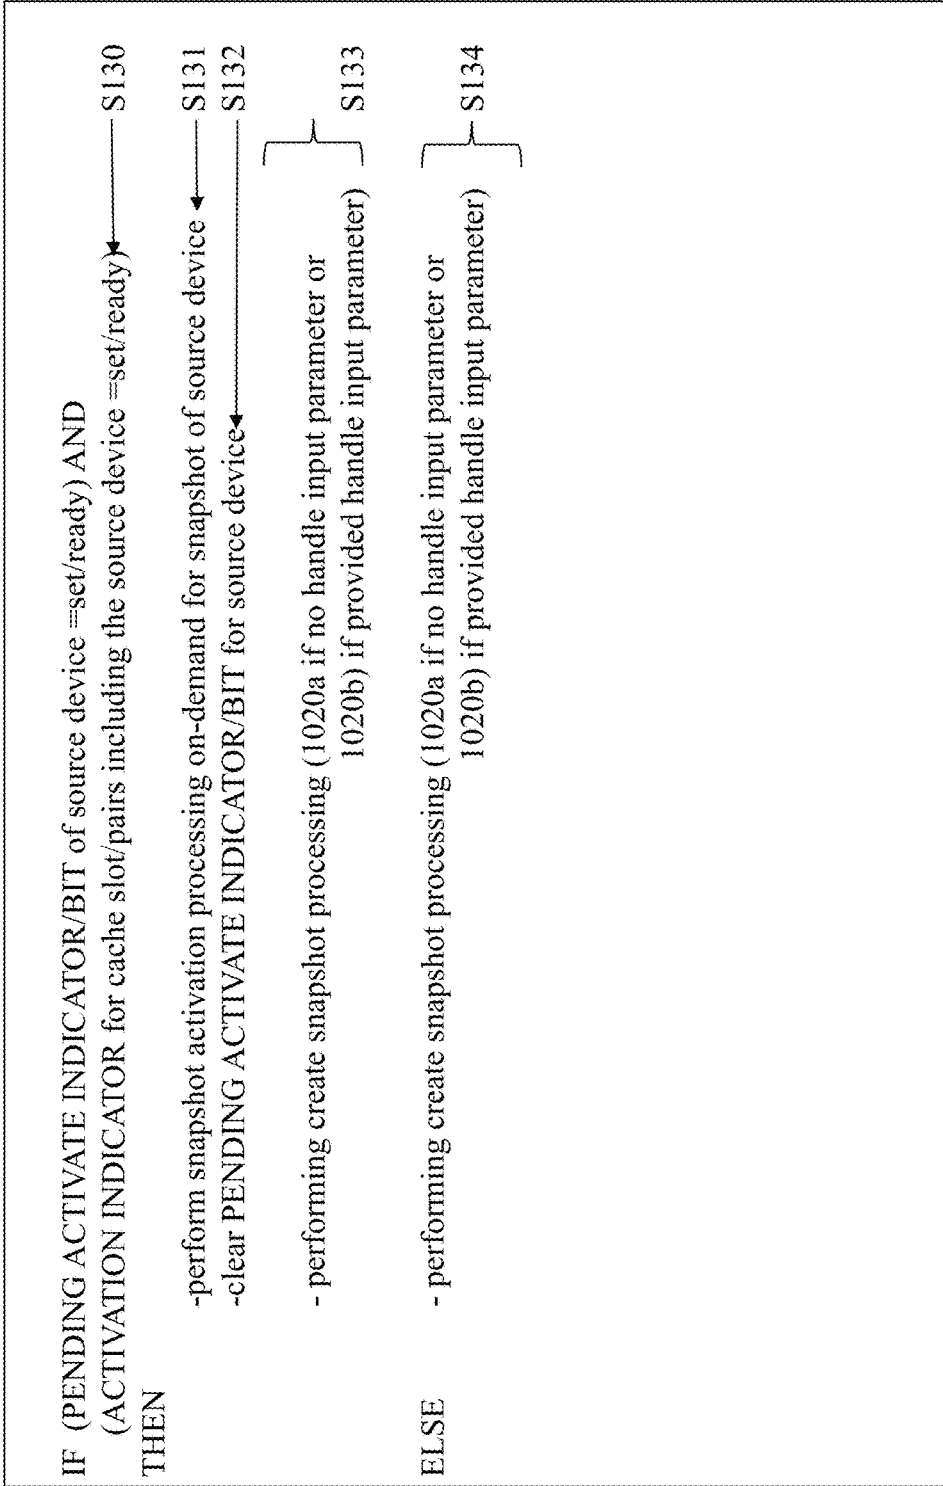 IF (PENDING ACTIVATE INDICATOR/BIT of source device =set/ready) AND
(ACTIVATION INDICATOR for cache slot/pairs including the source device =set/ready) S130
THEN
-perform snapshot activation processing on-demand for snapshot of source device S131
-clear PENDING ACTIVATE INDICATOR/BIT for source device S132
- performing create snapshot processing (1020a if no handle input parameter or
1020b) if provided handle input parameter) S133
ELSE - performing create snapshot processing (1020a if no handle input parameter or
1020b) if provided handle input parameter) S134